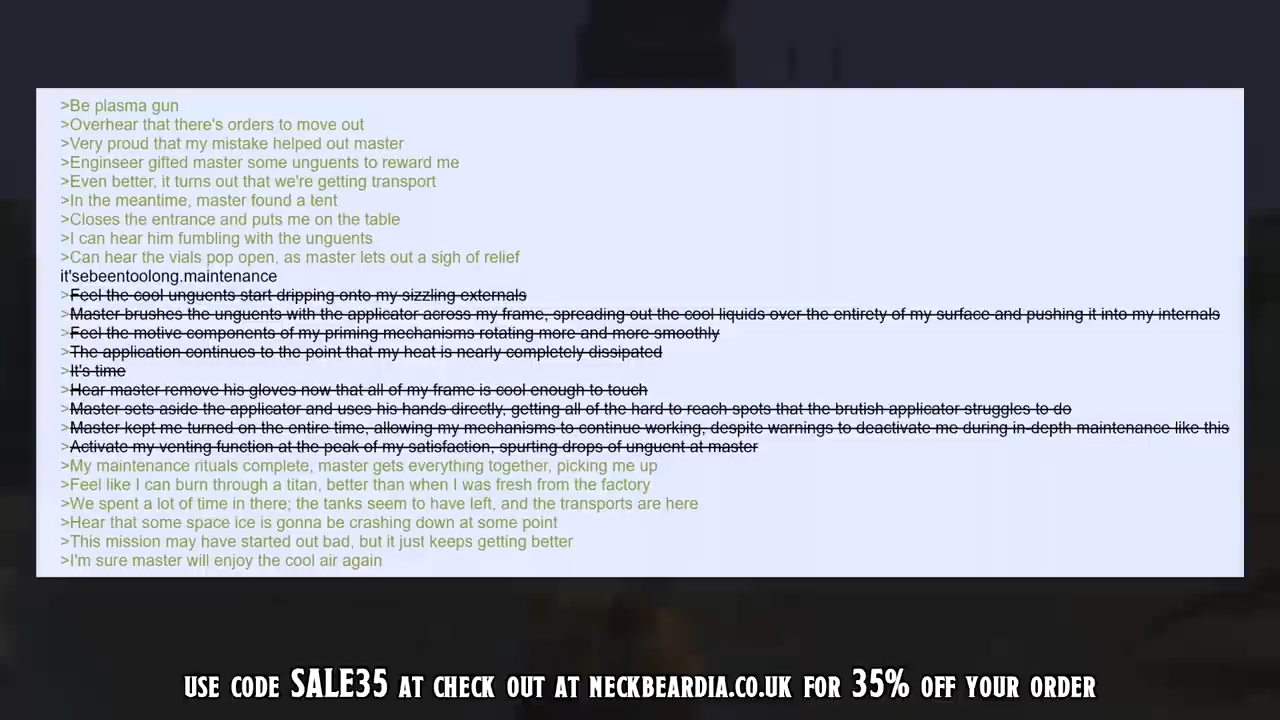 >Be plasma gun
>Overhear that there's orders to move out
>Very proud that my mistake helped out master
>Enginseer gifted master some unguents to reward me
>Even better, it turns out that we're getting transport
>In the meantime, master found a tent
>Closes the entrance and puts me on the table
>I can hear him fumbling with the unguents
>Can hear the vials pop open, as master lets out a sigh of relief
it'sebeentoolong.maintenance
>Feel the cool unguents start dripping onto my sizzling externals
>Master brushes the unguents with the applicator across my frame, spreading out the cool liquids over the entirety of my surface and pushing it into my internals
>Feel the motive components of my priming mechanisms rotating more and more smoothly
>The application continues to the point that my heat is nearly completely dissipated
>It's time
>Hear master remove his gloves now that all of my frame is cool enough to touch
>Master sets aside the applicator and uses his hands directly, getting all of the hard to reach spots that the brutish applicator struggles to do
>Master kept me turned on the entire time, allowing my mechanisms to continue working, despite warnings to deactivate me during in-depth maintenance like this
>Activate my venting function at the peak of my satisfaction, spurting drops of unguent at master
>My maintenance rituals complete, master gets everything together, picking me up
>Feel like I can burn through a titan, better than when I was fresh from the factory
>We spent a lot of time in there; the tanks seem to have left, and the transports are here
>Hear that some space ice is gonna be crashing down at some point
>This mission may have started out bad, but it just keeps getting better
>I'm sure master will enjoy the cool air again
USE CODE SALE35 AT CHECK OUT AT NECKBEARDIA.CO.UK FOR 35% OFF YOUR ORDER